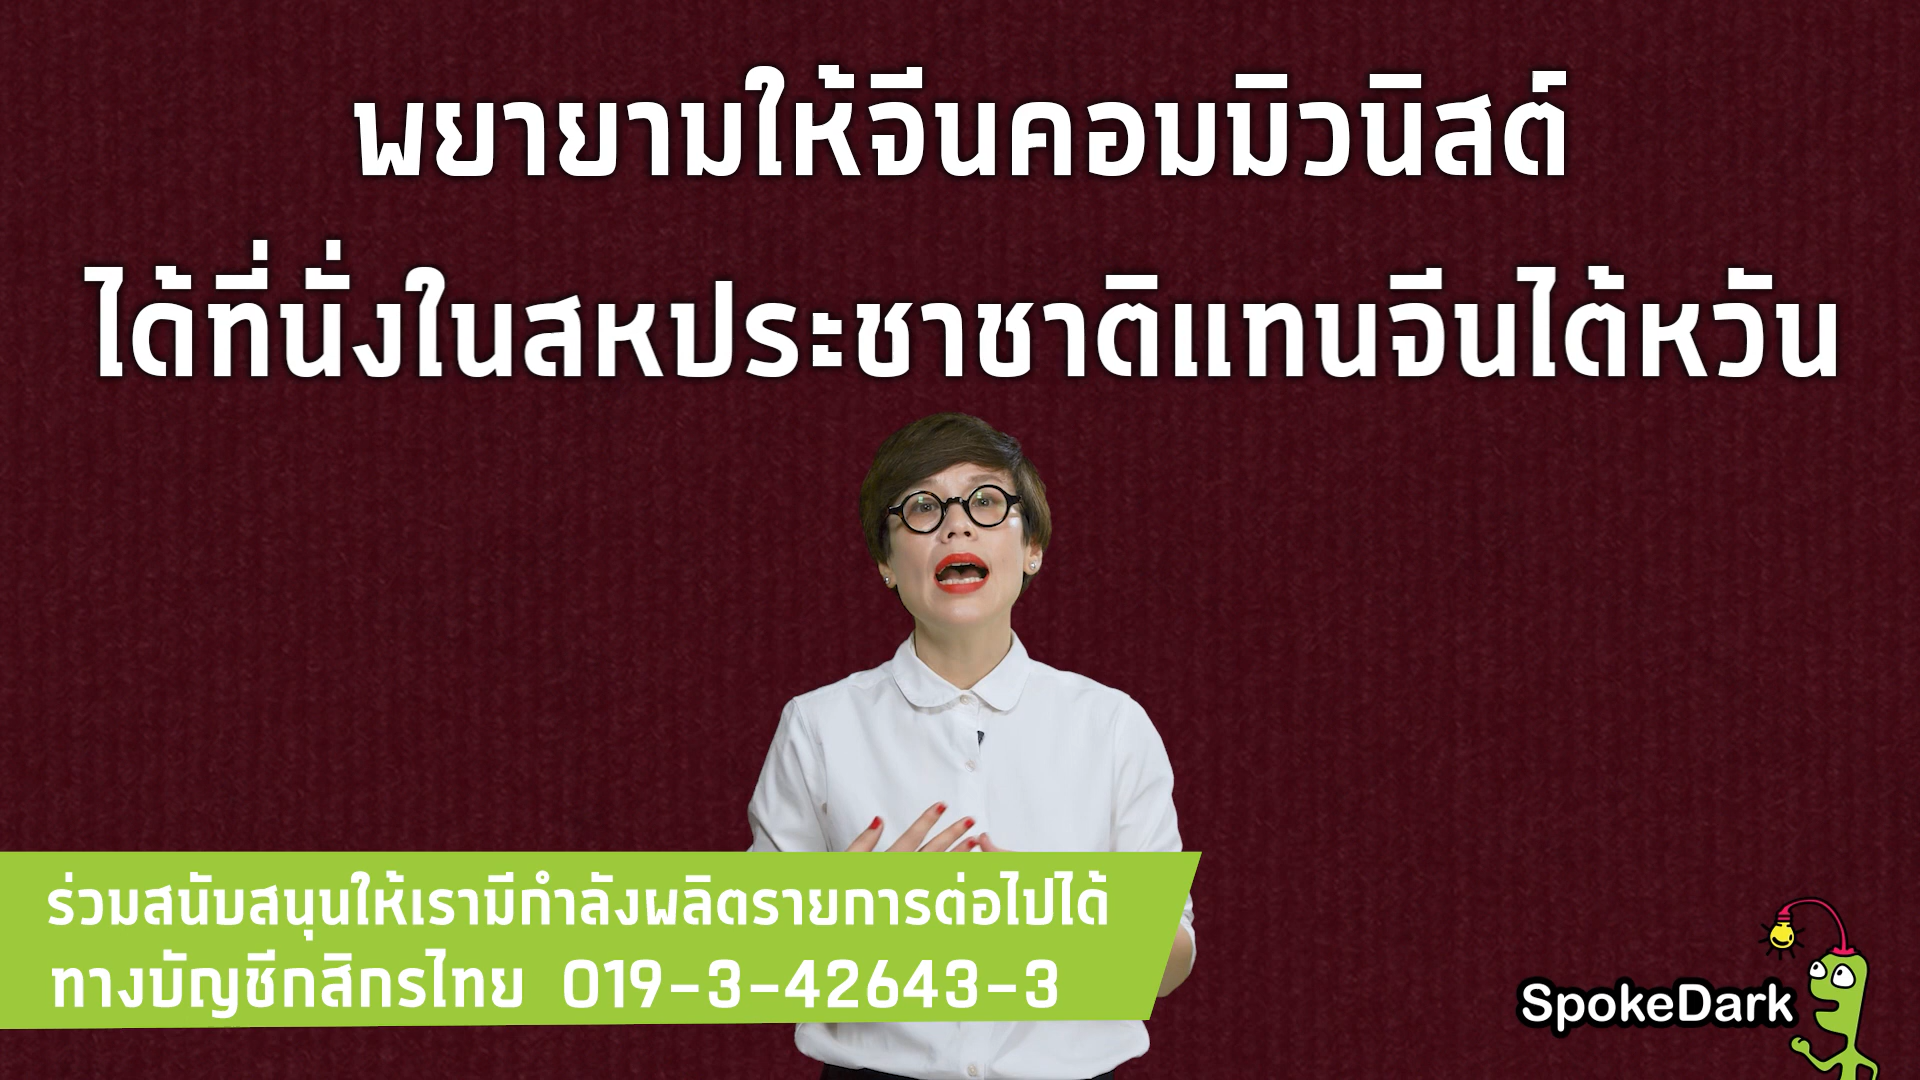 พยายามให้จีนคอมมิวนิสต์
ได้ที่นั่งในสหประชาชาติแทนจีนไต้หวัน
ร่วมสนับสนุนให้เรามีกำลังผลิตรายการต่อไปได้
ทางบัญชีกสิกรไทย 019-3-42643-3
SpokeDark